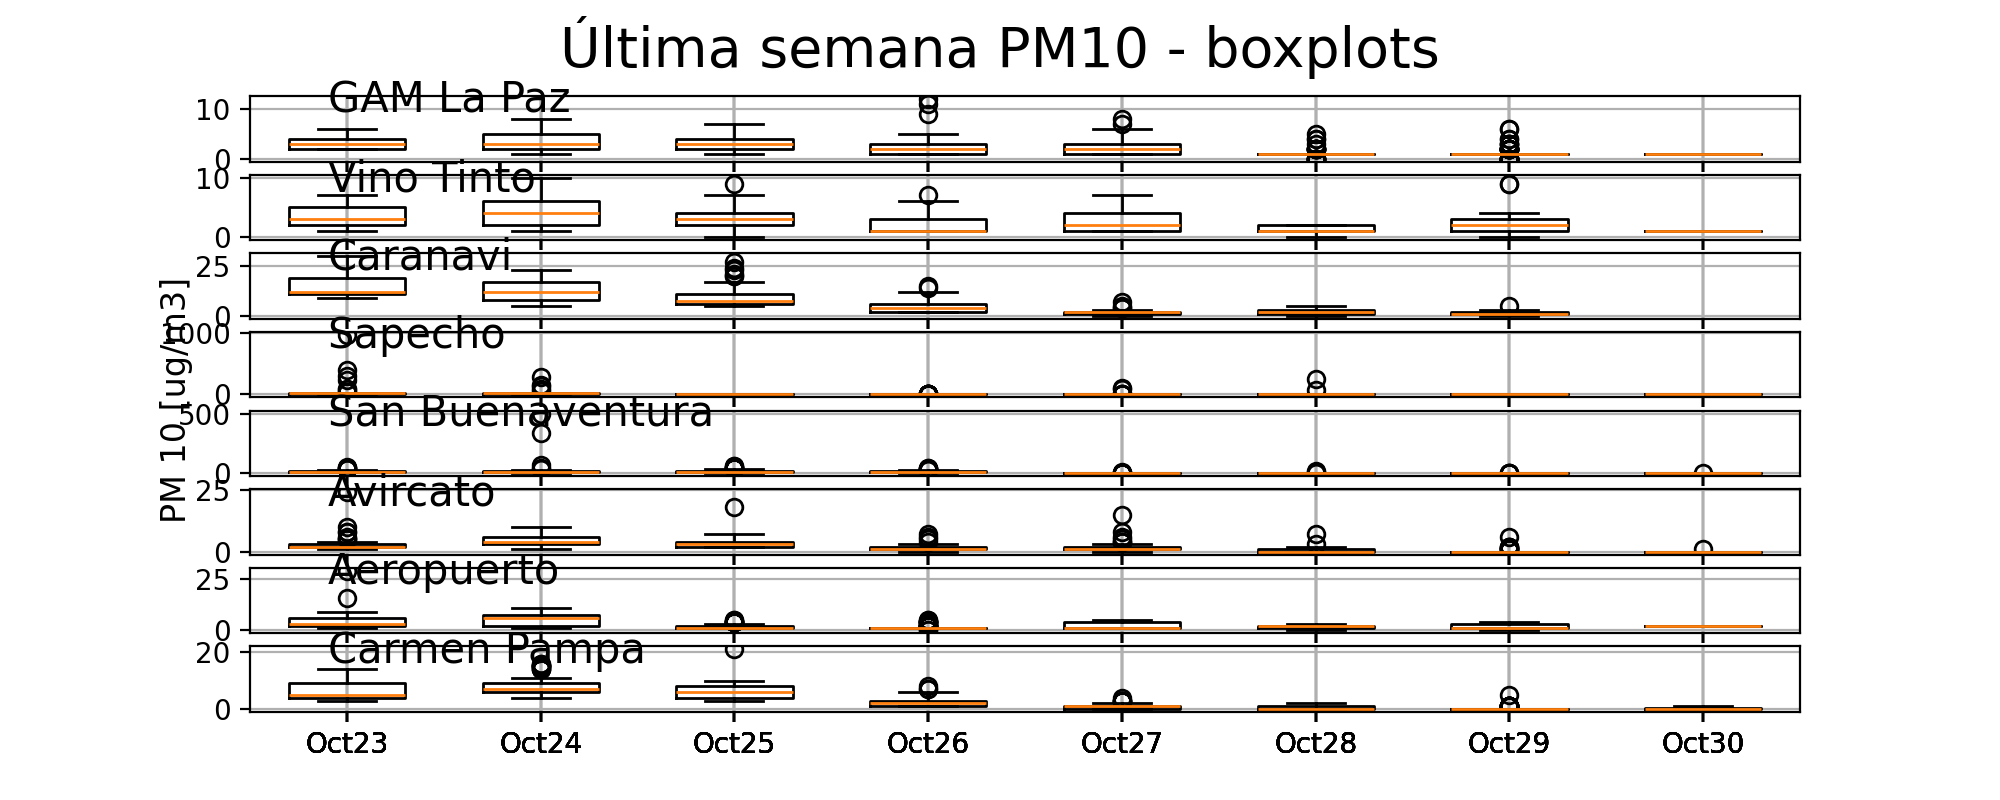 Última semana PM10 - boxplots
GAM La Paz
10
0
Vino Tinto
10
0
Caranavi
25
0
Sapecho
1000
0
San Buenaventura
500
0
Avircato
25
0
Aeropuerto
25
0
Carmen Pampa
20
0
PM 10 [ug/m3]
Oct23 Oct24 Oct25 Oct26 Oct27 Oct28 Oct29 Oct30